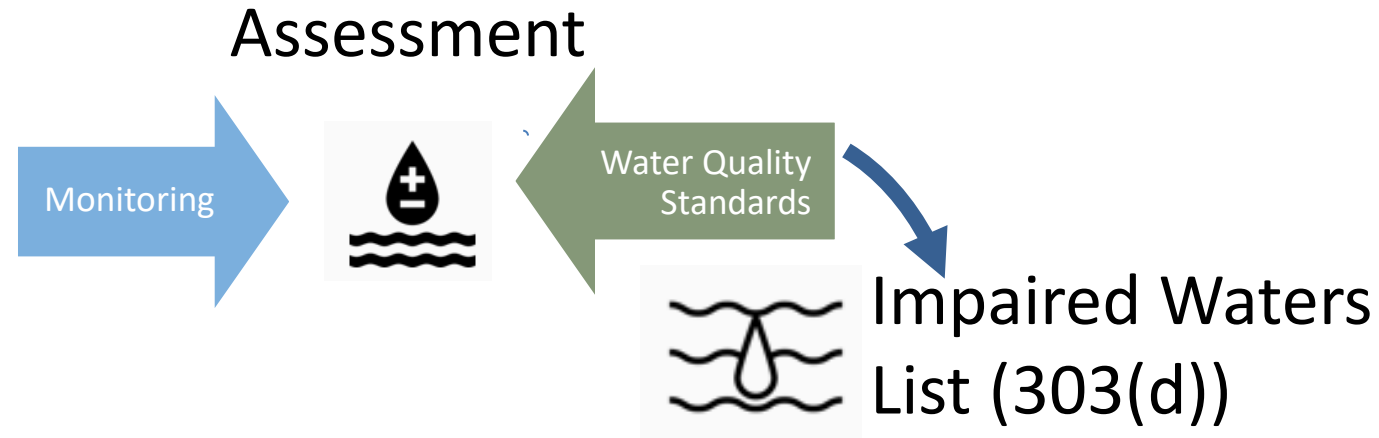 Assessment
Monitoring
Water Quality
Standards
Impaired Waters
List (303(d))